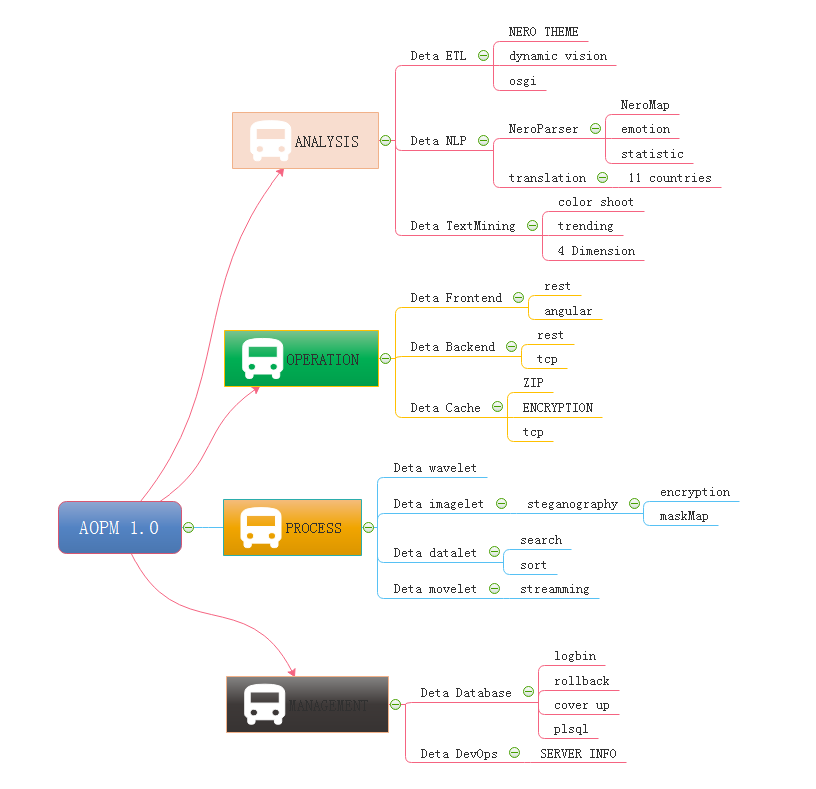 NERO THEME
Deta ETL
dynamic vision
osgi
NeroMap
ANALYSIS
Deta NLP
NeroParser
emotion
statistic
translation
11 countries
color shoot
Deta TextMining
trending
4 Dimension
rest
Deta Frontend
angular
OPERATION
rest
Deta Backend
tcp
ZIP
Deta Cache
ENCRYPTION
tcp
Deta wavelet
AOPM 1.0
PROCESS
Deta imagelet
steganography
encryption
maskMap
search
Deta datalet
sort
Deta movelet
streamming
logbin
MANAGEMENT
Deta Database
rollback
cover up
plsql
Deta DevOps
SERVER INFO